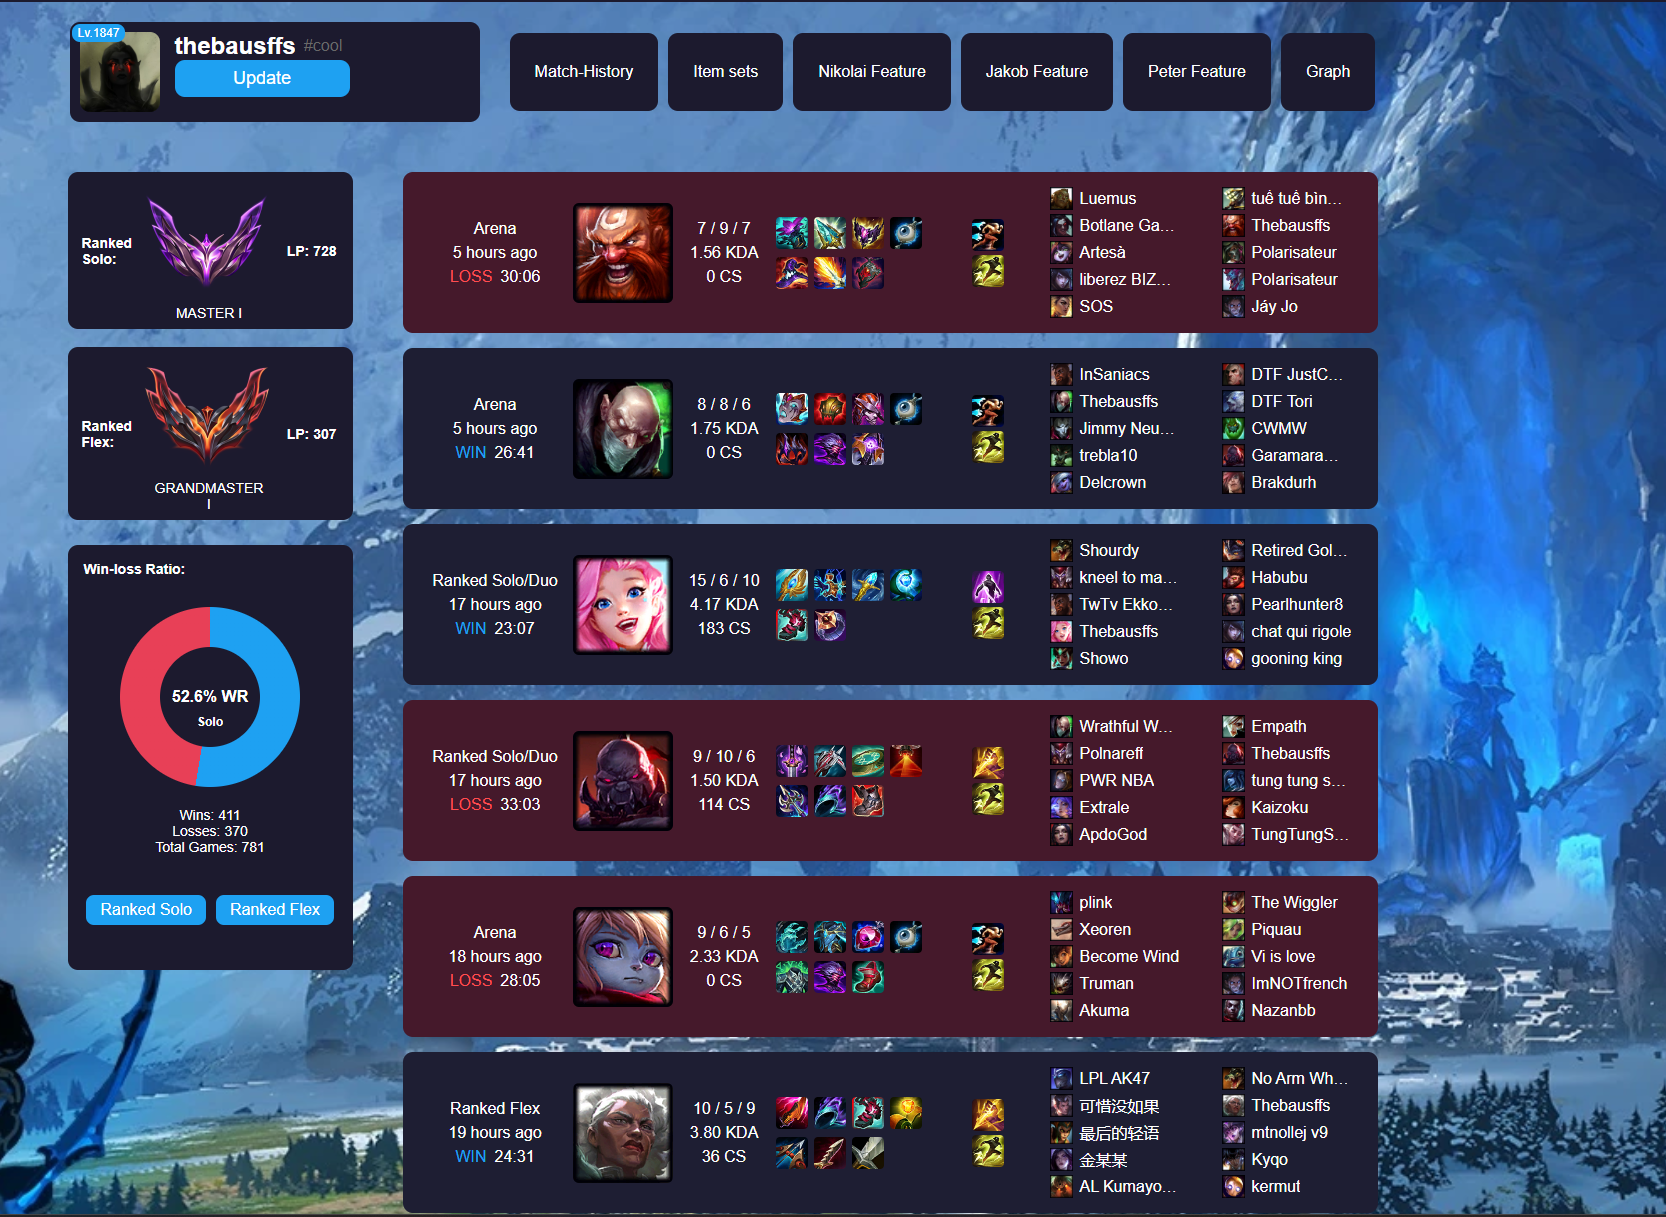 Lv.1847
thebausffs #cool
Update
Match-History
Item sets
Nikolai Feature
Jakob Feature
Peter Feature
Graph
Ranked
Solo:
LP: 728
MASTER I
Ranked
Flex:
LP: 307
GRANDMASTER
I
Win-loss Ratio:
52.6% WR
Solo
Wins: 411
Losses: 370
Total Games: 781
Ranked Solo
Ranked Flex
Arena
5 hours ago
LOSS 30:06
7 / 9 / 7
1.56 KDA
0 CS
Luemus
Botlane Ga...
Artesà
liberez BIZ...
SOS
tuê tuê bìn...
Thebausffs
Polarisateur
Polarisateur
Jáy Jo
Arena
5 hours ago
WIN 26:41
8 / 8 / 6
1.75 KDA
0 CS
InSaniacs
Thebausffs
Jimmy Neu...
trebla10
Delcrown
DTF JustC...
DTF Tori
CWMW
Garamara...
Brakdurh
Ranked Solo/Duo
17 hours ago
WIN 23:07
15 / 6 / 10
4.17 KDA
183 CS
Shourdy
kneel to ma...
TwTv Ekko...
Thebausffs
Showo
Retired Gol...
Habubu
Pearlhunter8
chat qui rigole
gooning king
Ranked Solo/Duo
17 hours ago
LOSS 33:03
9 / 10 / 6
1.50 KDA
114 CS
Wrathful W...
Polnareff
PWR NBA
Extrale
ApdoGod
Empath
Thebausffs
tung tung s...
Kaizoku
TungTungS...
Arena
18 hours ago
LOSS 28:05
9 / 6 / 5
2.33 KDA
0 CS
plink
Xeoren
Become Wind
Truman
Akuma
The Wiggler
Piquau
Vi is love
ImNOTfrench
Nazanbb
Ranked Flex
19 hours ago
WIN 24:31
10 / 5 / 9
3.80 KDA
36 CS
LPL AK47
可惜没如果
最后的轻语
金某某
AL Kumayo...
No Arm Wh...
Thebausffs
mtnollej v9
Kyqo
kermut